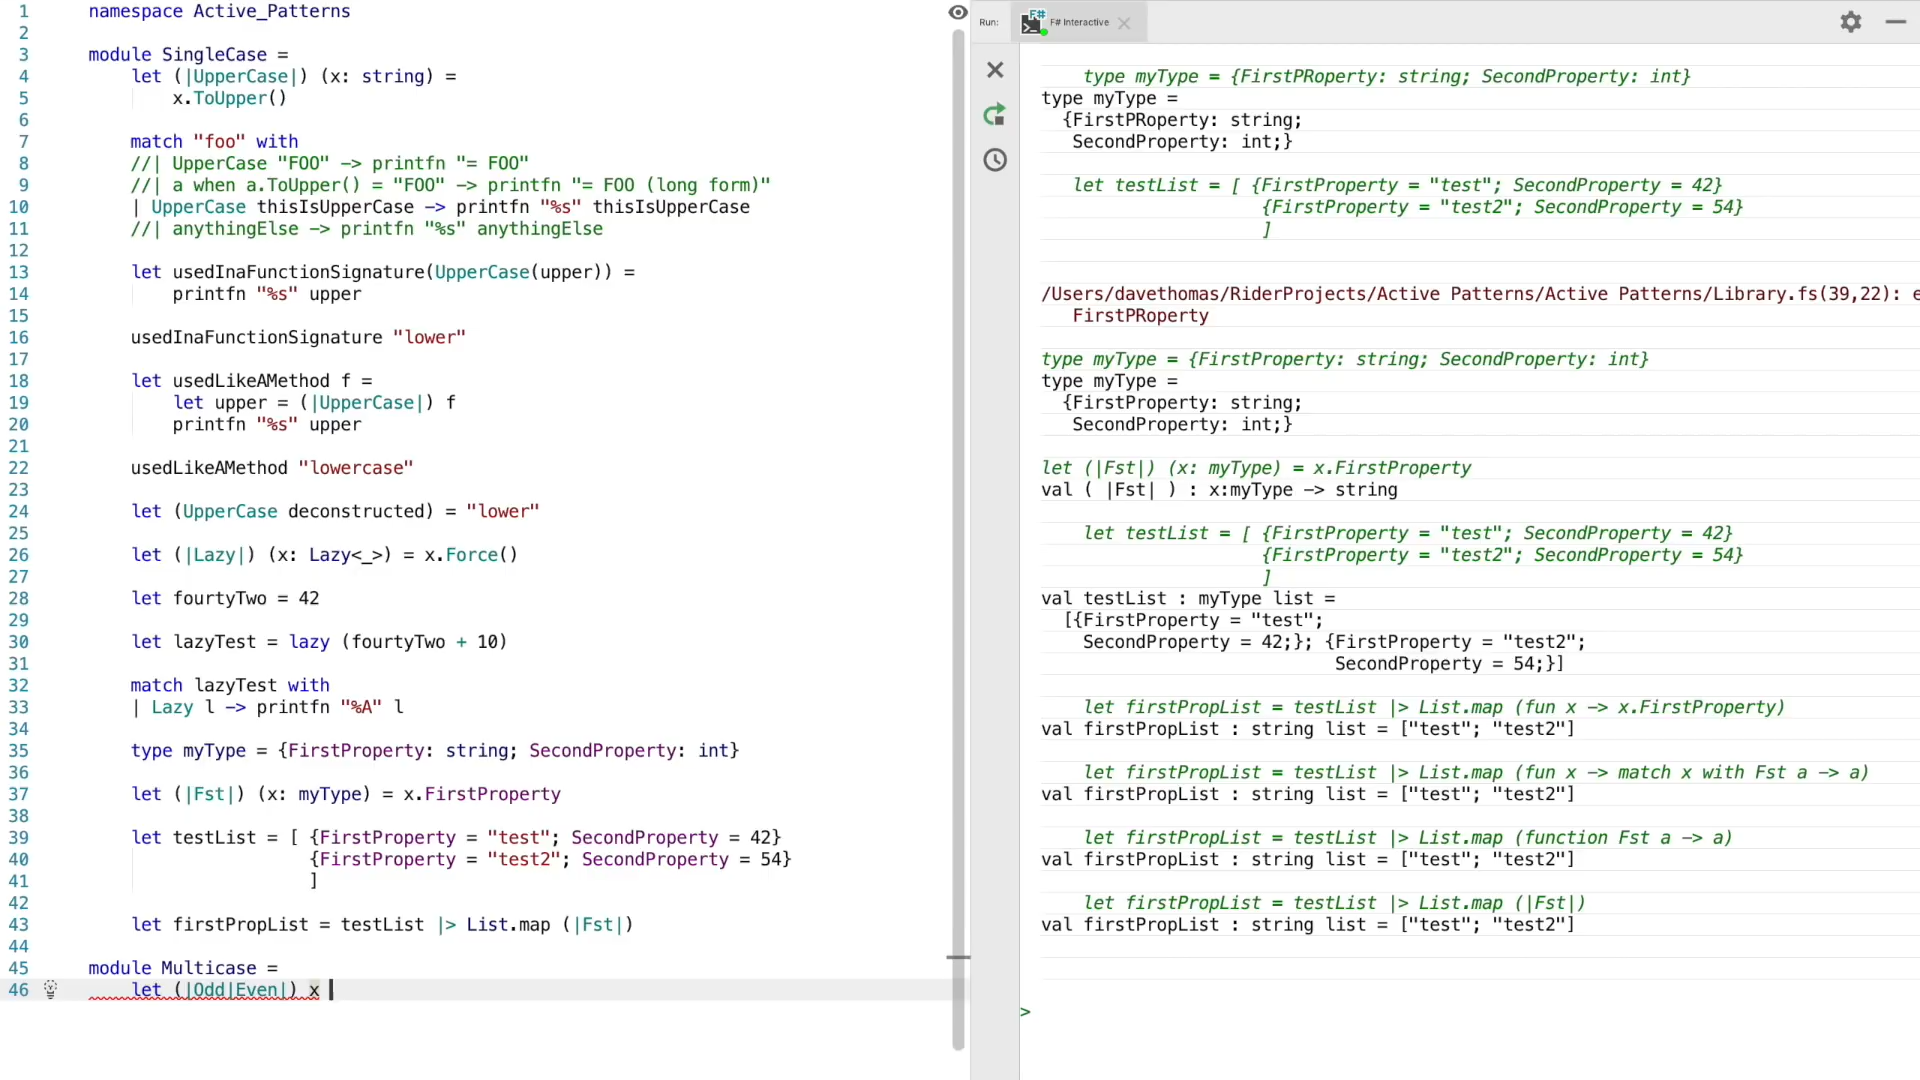 1 namespace Active_Patterns
2
3 module SingleCase =
4 let (|UpperCase|) (x: string) =
5 x.ToUpper()
6
7 match "foo" with
8 //| UpperCase "FOO" -> printfn "= FOO"
9 //| a when a.ToUpper() = "FOO" -> printfn "= FOO (long form)"
10 | UpperCase thisIsUpperCase -> printfn "%s" thisIsUpperCase
11 //| anythingElse -> printfn "%s" anythingElse
12
13 let usedInaFunctionSignature(UpperCase(upper)) =
14 printfn "%s" upper
15
16 usedInaFunctionSignature "lower"
17
18 let usedLikeAMethod f =
19 let upper = (|UpperCase|) f
20 printfn "%s" upper
21
22 usedLikeAMethod "lowercase"
23
24 let (UpperCase deconstructed) = "lower"
25
26 let (|Lazy|) (x: Lazy<_>) = x.Force()
27
28 let fourtyTwo = 42
29
30 let lazyTest = lazy (fourtyTwo + 10)
31
32 match lazyTest with
33 | Lazy l -> printfn "%A" l
34
35 type myType = {FirstProperty: string; SecondProperty: int}
36
37 let (|Fst|) (x: myType) = x.FirstProperty
38
39 let testList = [ {FirstProperty = "test"; SecondProperty = 42}
40 {FirstProperty = "test2"; SecondProperty = 54}
41 ]
42
43 let firstPropList = testList |> List.map (|Fst|)
44
45 module Multicase =
46 let (|Odd|Even|) x
Run: F# Interactive
type myType = {FirstPRoperty: string; SecondProperty: int}
type myType =
{FirstPRoperty: string;
SecondProperty: int;}
let testList = [ {FirstProperty = "test"; SecondProperty = 42}
{FirstProperty = "test2"; SecondProperty = 54}
]
/Users/davethomas/RiderProjects/Active Patterns/Active Patterns/Library.fs(39,22): e
FirstPRoperty
type myType = {FirstProperty: string; SecondProperty: int}
type myType =
{FirstProperty: string;
SecondProperty: int;}
let (|Fst|) (x: myType) = x.FirstProperty
val ( |Fst| ) : x:myType -> string
let testList = [ {FirstProperty = "test"; SecondProperty = 42}
{FirstProperty = "test2"; SecondProperty = 54}
]
val testList : myType list =
[{FirstProperty = "test";
SecondProperty = 42;}; {FirstProperty = "test2";
SecondProperty = 54;}]
let firstPropList = testList |> List.map (fun x -> x.FirstProperty)
val firstPropList : string list = ["test"; "test2"]
let firstPropList = testList |> List.map (fun x -> match x with Fst a -> a)
val firstPropList : string list = ["test"; "test2"]
let firstPropList = testList |> List.map (function Fst a -> a)
val firstPropList : string list = ["test"; "test2"]
let firstPropList = testList |> List.map (|Fst|)
val firstPropList : string list = ["test"; "test2"]
>